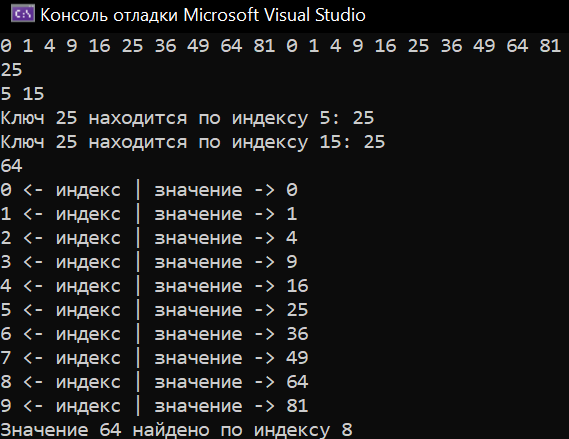 Консоль отладки Microsoft Visual Studio
0 1 4 9 16 25 36 49 64 81 0 1 4 9 16 25 36 49 64 81
25
5 15
Ключ 25 находится по индексу 5: 25
Ключ 25 находится по индексу 15: 25
64
0 <- индекс | значение -> 0
1 <- индекс | значение -> 1
2 <- индекс | значение -> 4
3 <- индекс | значение -> 9
4 <- индекс | значение -> 16
5 <- индекс | значение -> 25
6 <- индекс | значение -> 36
7 <- индекс | значение -> 49
8 <- индекс | значение -> 64
9 <- индекс | значение -> 81
Значение 64 найдено по индексу 8